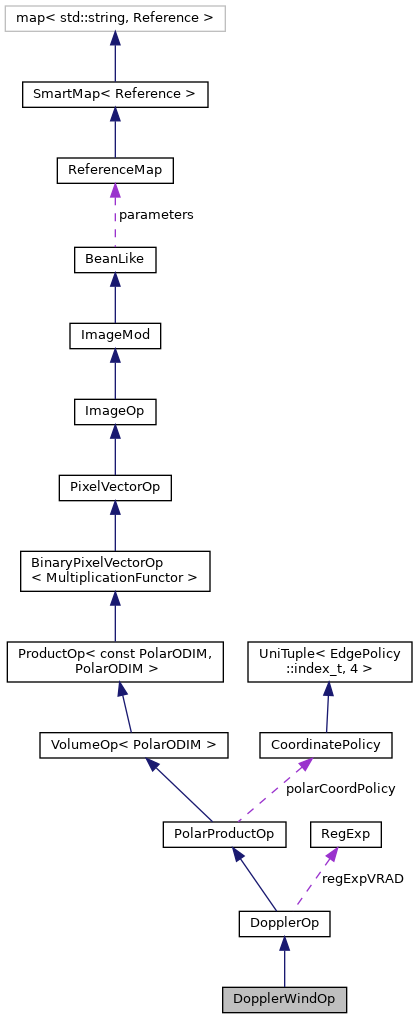 map< std::string, Reference >
SmartMap< Reference >
ReferenceMap
parameters
BeanLike
ImageMod
ImageOp
PixelVectorOp
BinaryPixelVectorOp
< MultiplicationFunctor >
ProductOp< const PolarODIM,
PolarODIM >
UniTuple< EdgePolicy
::index_t, 4 >
VolumeOp< PolarODIM >
CoordinatePolicy
polarCoordPolicy
PolarProductOp
RegExp
regExpVRAD
DopplerOp
DopplerWindOp